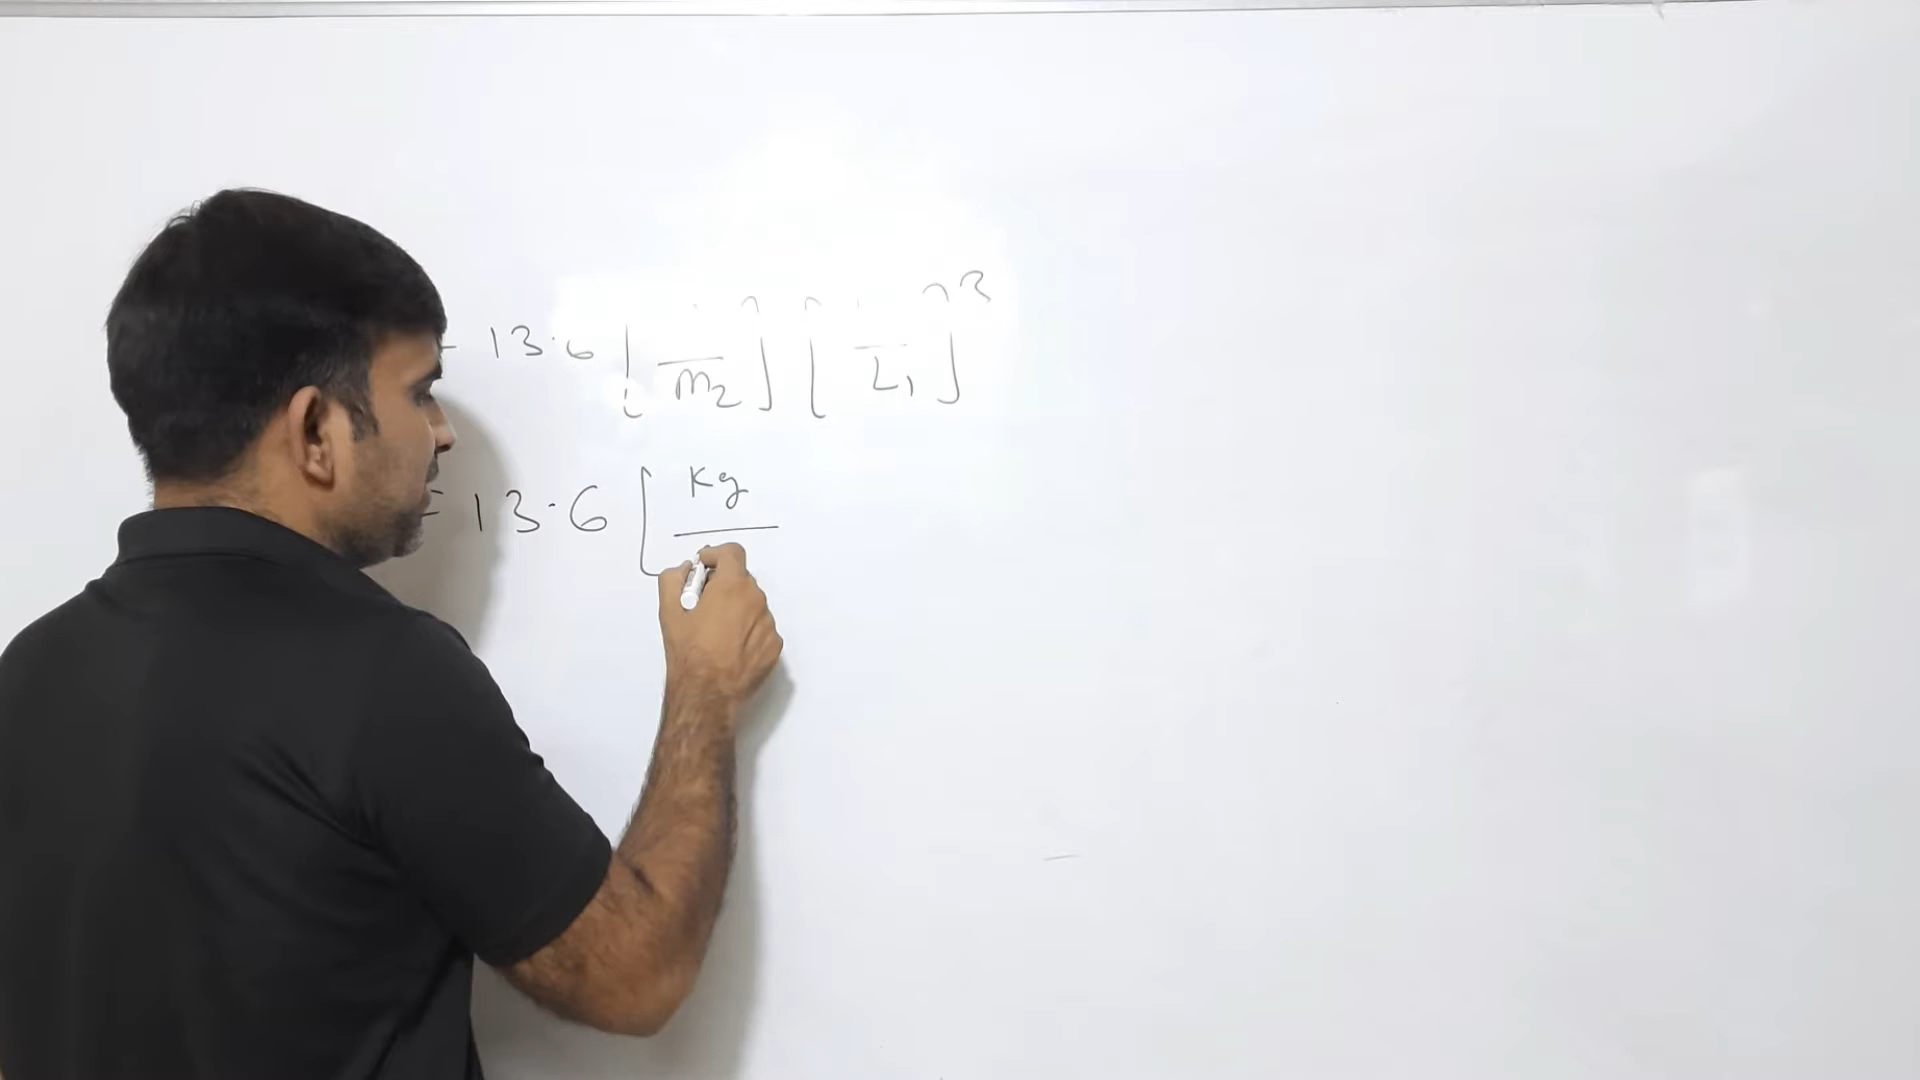 - 13.6 [ / m2 ] [ / L1 ]3
= 13.6 [ Kg /